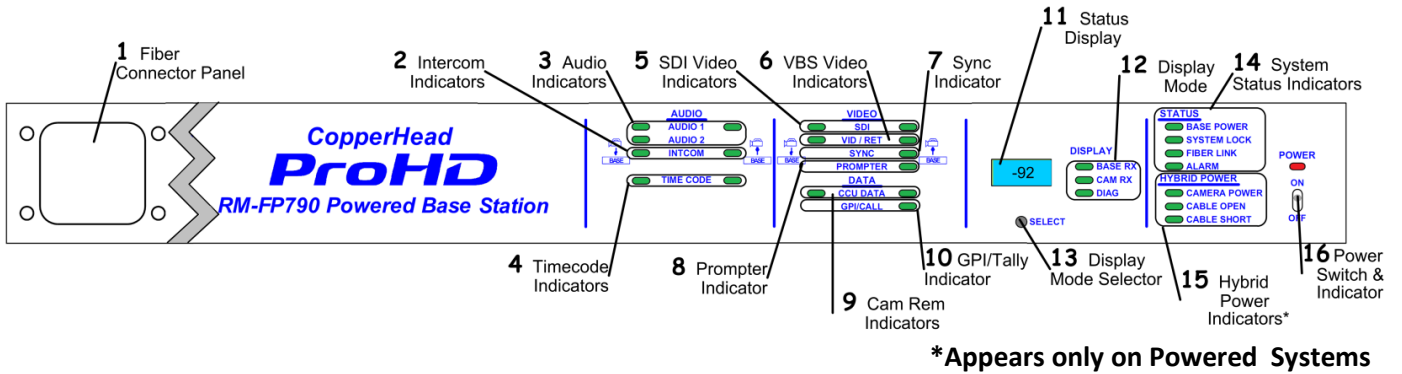 11 Status
Display
2 Intercom
Indicators
3 Audio
Indicators
5 SDI Video
Indicators
6 VBS Video
Indicators
7 Sync
Indicator
12 Display
Mode
14 System
Status Indicators
1 Fiber
Connector Panel
CopperHead
ProHD
RM-FP790 Powered Base Station
AUDIO
AUDIO 1
AUDIO 2
INTCOM
BASE
BASE
TIME CODE
VIDEO
SDI
VID / RET
SYNC
PROMPTER
BASE
BASE
DATA
CCU DATA
GPI/CALL
-92
SELECT
DISPLAY
BASE RX
CAM RX
DIAG
STATUS
BASE POWER
SYSTEM LOCK
FIBER LINK
ALARM
HYBRID POWER
CAMERA POWER
CABLE OPEN
CABLE SHORT
POWER
ON
OFF
4 Timecode
Indicators
8 Prompter
Indicator
9 Cam Rem
Indicators
10 GPI/Tally
Indicator
13 Display
Mode Selector
15 Hybrid
Power
Indicators*
16 Power
Switch &
Indicator
*Appears only on Powered Systems